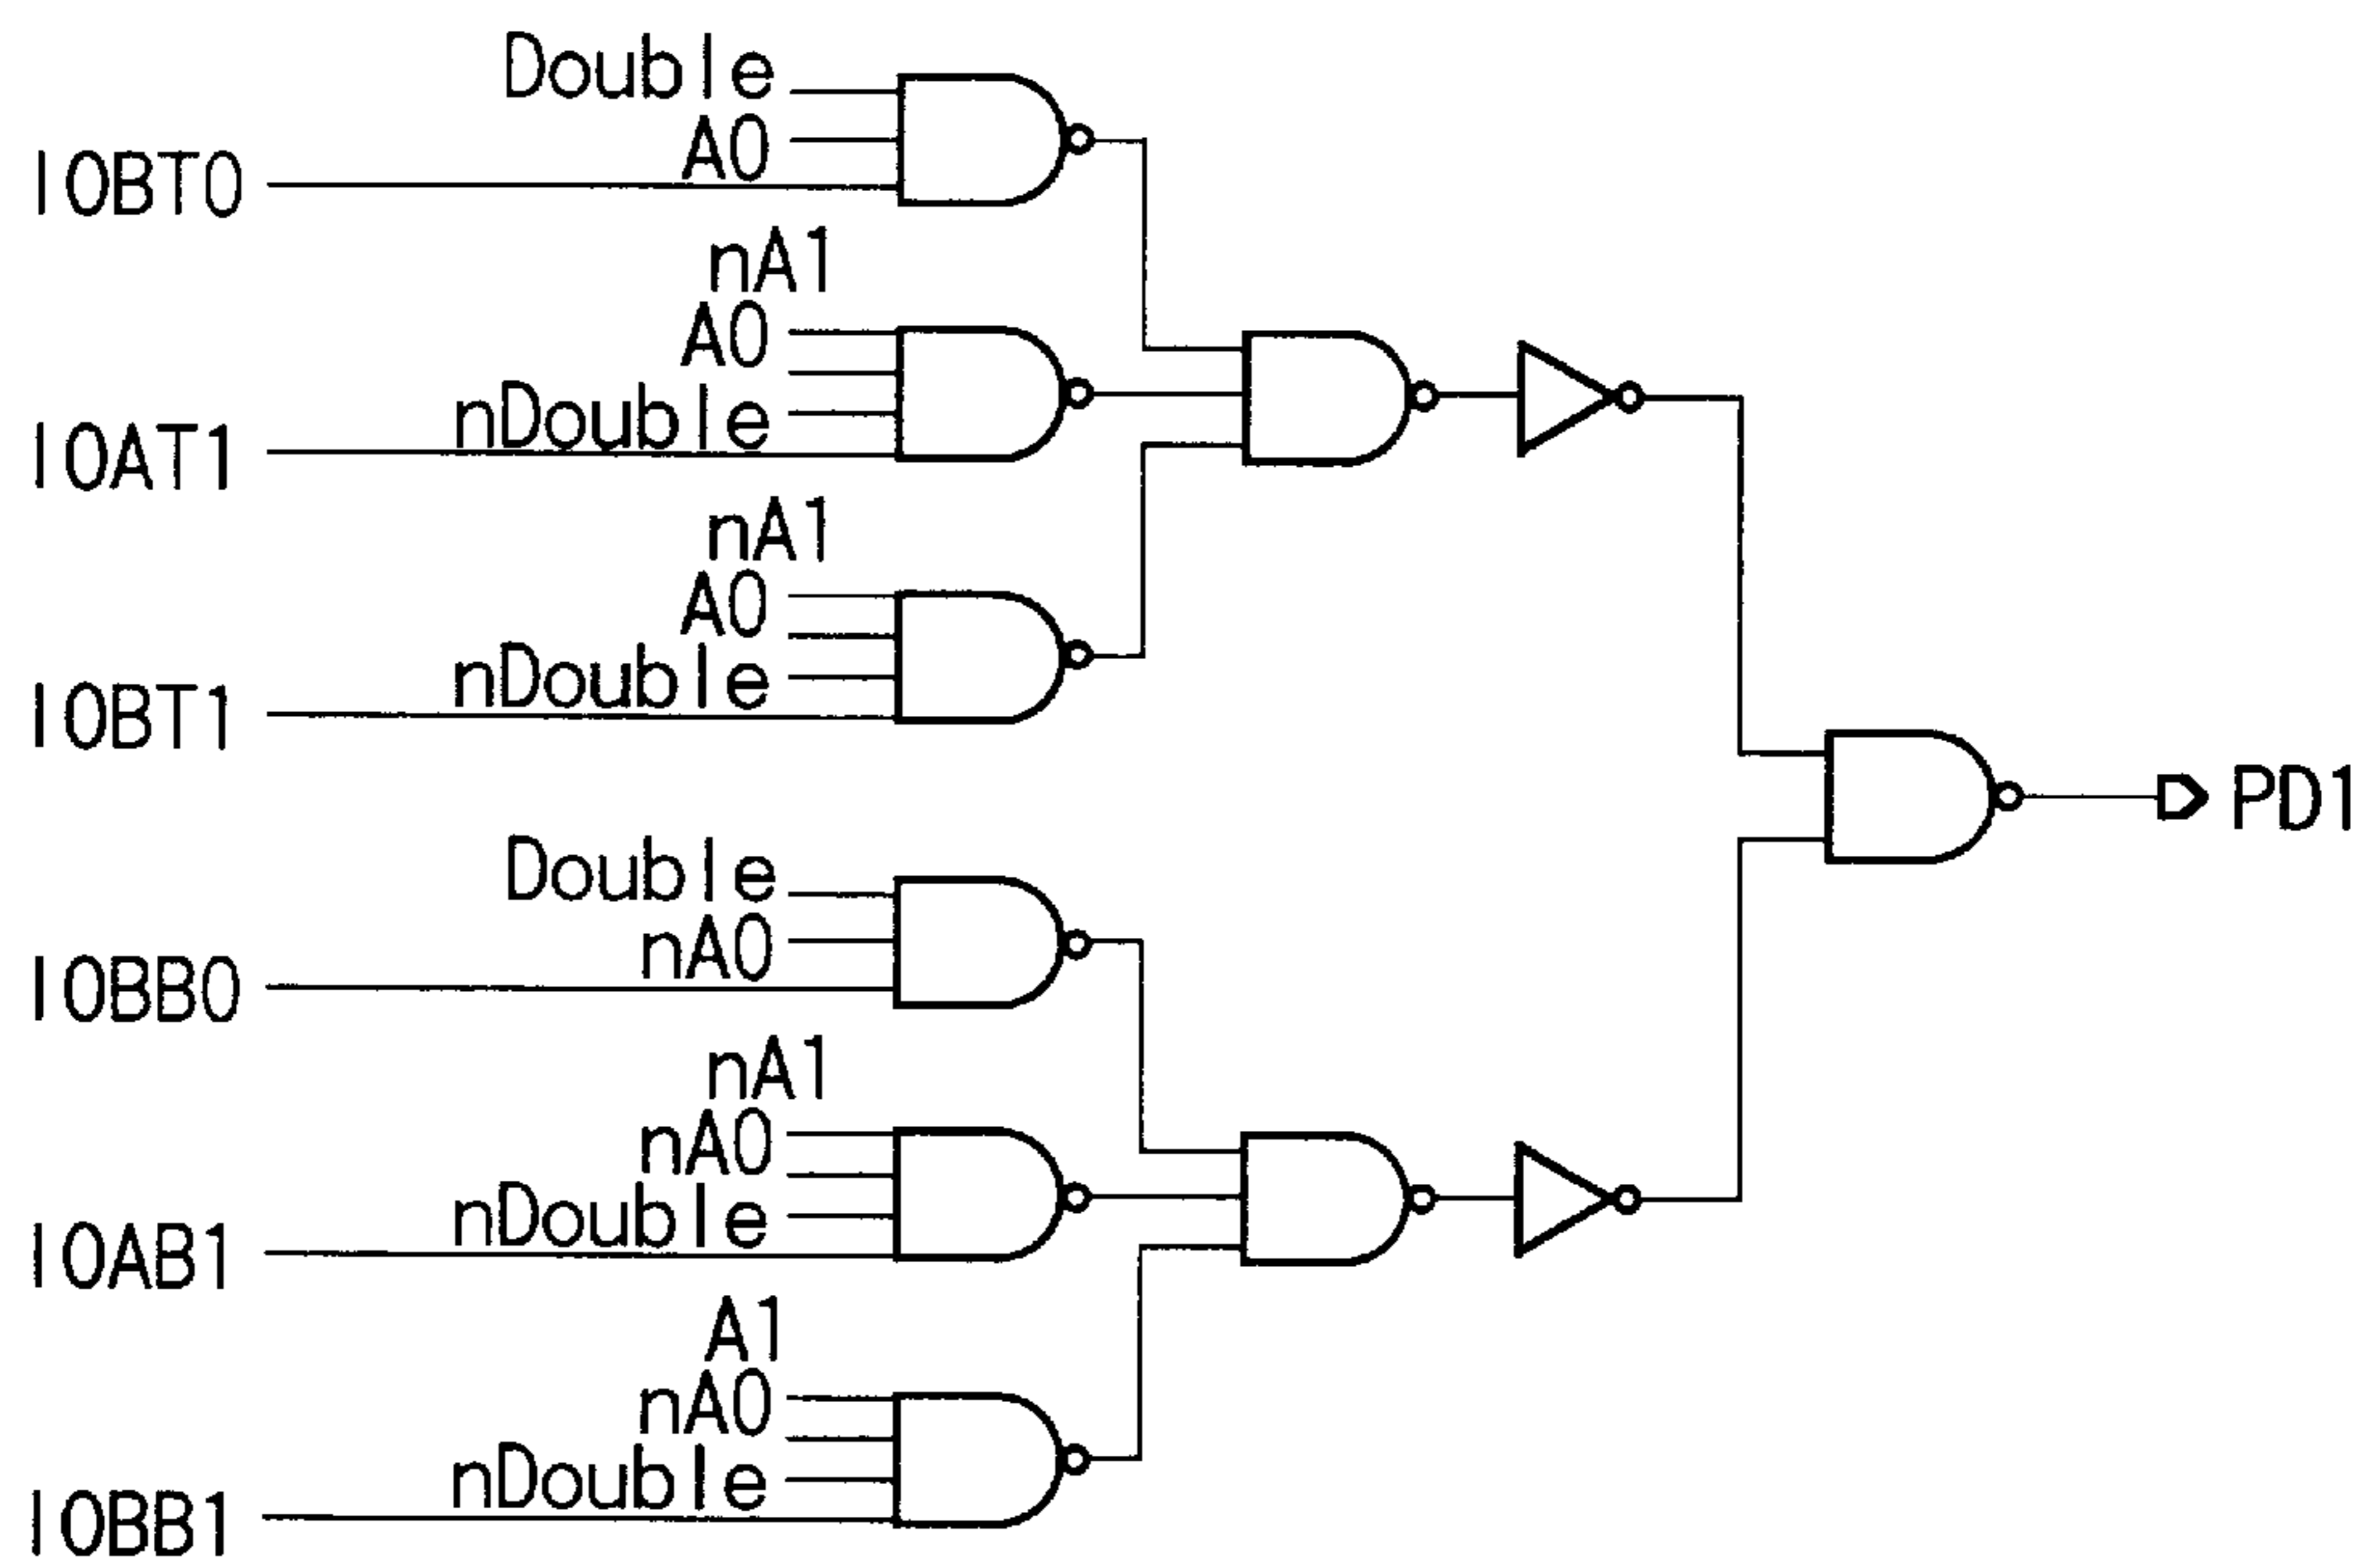 Double
A0
IOBT0
nA1
A0
nDouble
IOAT1
nA1
A0
nDouble
IOBT1
PD1
Double
nA0
IOBB0
nA1
nA0
nDouble
IOAB1
A1
nA0
nDouble
IOBB1